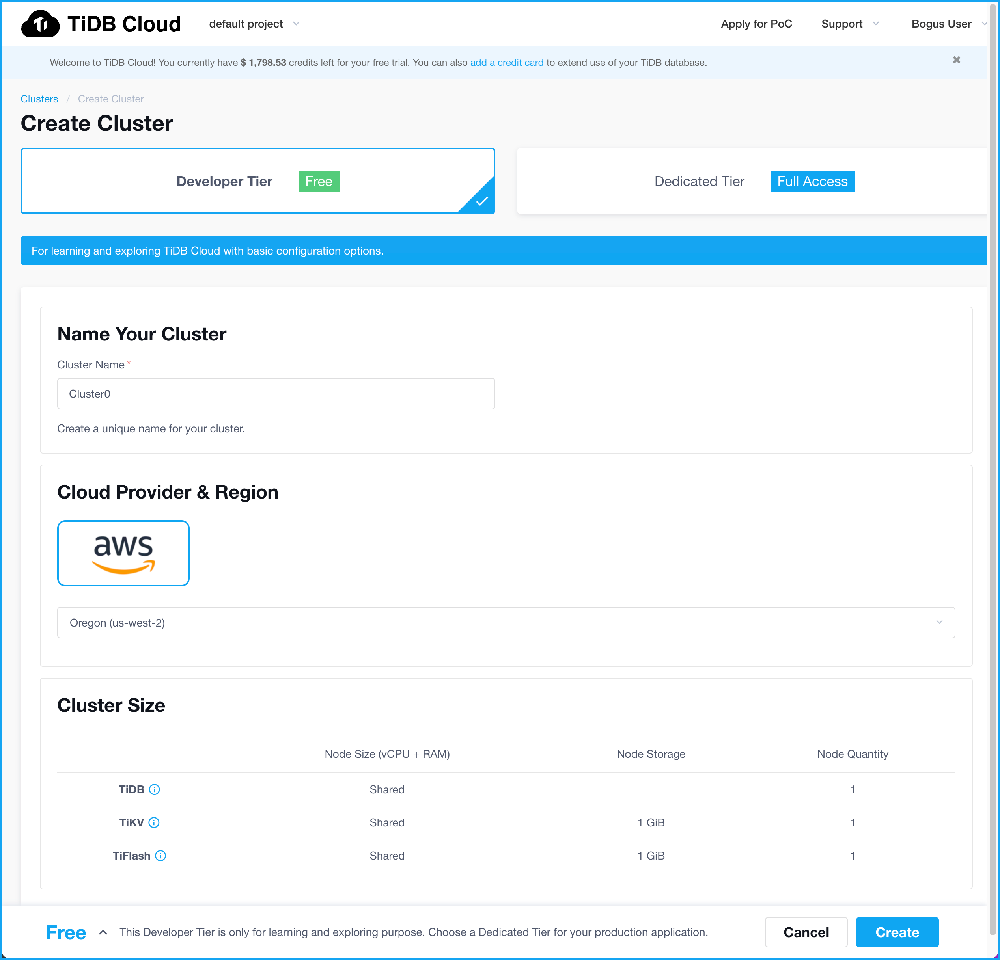 TiDB Cloud default project Apply for PoC Support Bogus User
Welcome to TiDB Cloud! You currently have $ 1,798.53 credits left for your free trial. You can also add a credit card to extend use of your TiDB database.
Clusters / Create Cluster
Create Cluster
Developer Tier Free Dedicated Tier Full Access
For learning and exploring TiDB Cloud with basic configuration options.
Name Your Cluster
Cluster Name *
Cluster0
Create a unique name for your cluster.
Cloud Provider & Region
aws
Oregon (us-west-2)
Cluster Size
Node Size (vCPU + RAM) Node Storage Node Quantity
TiDB Shared 1
TiKV Shared 1 GiB 1
TiFlash Shared 1 GiB 1
Free This Developer Tier is only for learning and exploring purpose. Choose a Dedicated Tier for your production application. Cancel Create